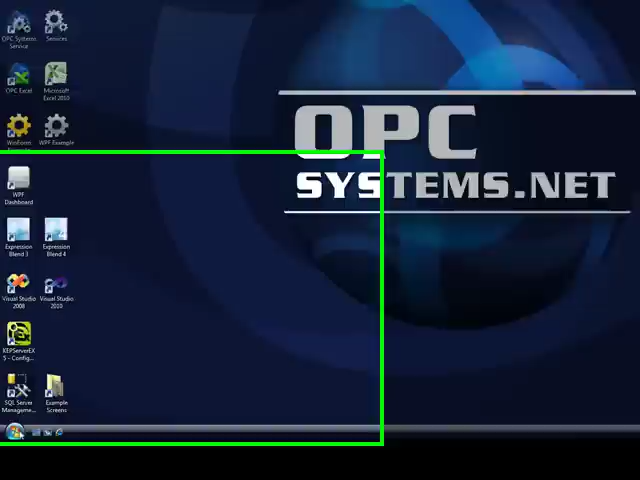 OPC Systems
Service
Services
OPC Excel
Microsoft
Excel 2010
WinForm
WPF Example
OPC
SYSTEMS.NET
WPF
Dashboard
Expression
Blend 3
Expression
Blend 4
Visual Studio
2008
Visual Studio
2010
KEPServerEX
5 - Config...
SQL Server
Manageme...
Example
Screens